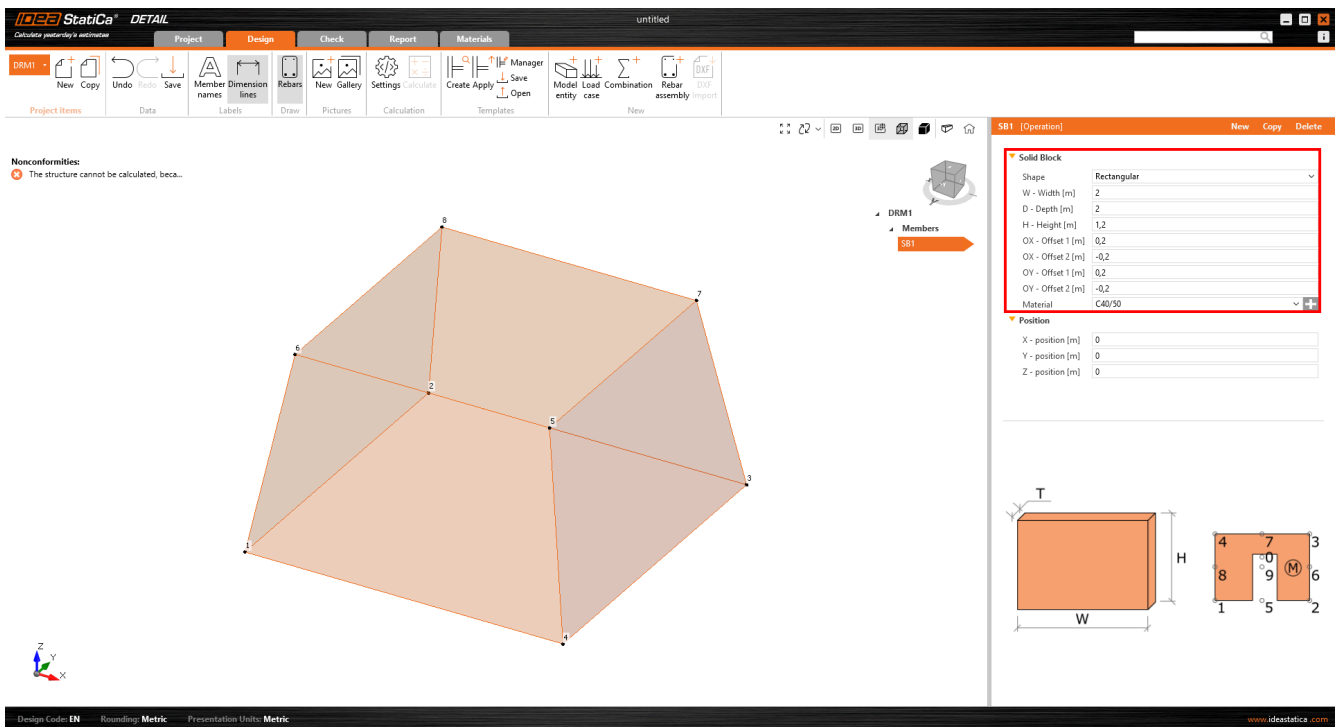 IDEA StatiCa® DETAIL
Calculate yesterday's estimates
untitled
Project Design Check Report Materials
DRM1
New Copy Undo Redo Save Member names Dimension lines Rebars New Gallery Settings Calculate Create Apply Manager Save Open Model entity Load case Combination Rebar assembly DXF Import
Project items Data Labels Draw Pictures Calculation Templates New
SB1 [Operation] New Copy Delete
Nonconformities:
The structure cannot be calculated, beca...
DRM1
Members
SB1
Solid Block
Shape Rectangular
W - Width [m] 2
D - Depth [m] 2
H - Height [m] 1,2
OX - Offset 1 [m] 0,2
OX - Offset 2 [m] -0,2
OY - Offset 1 [m] 0,2
OY - Offset 2 [m] -0,2
Material C40/50
Position
X - position [m] 0
Y - position [m] 0
Z - position [m] 0
8
7
6
2
5
3
1
4
Z
Y
X
T
H
W
4 7 3
0
8 9 M 6
1 5 2
Design Code: EN Rounding: Metric Presentation Units: Metric
www.ideastatica.com